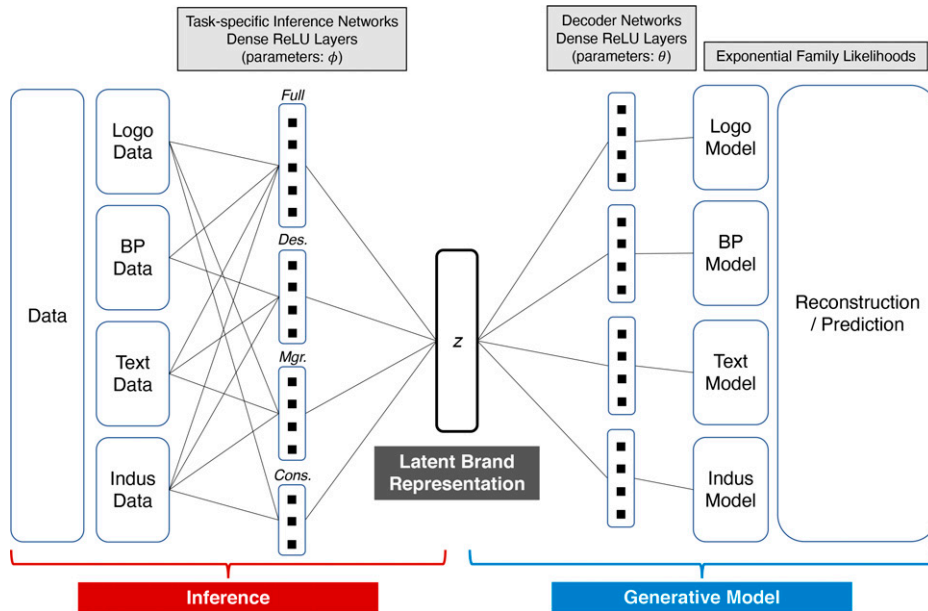 Task-specific Inference Networks
Dense ReLU Layers
(parameters: ϕ)
Decoder Networks
Dense ReLU Layers
(parameters: θ)
Exponential Family Likelihoods
Data
Logo
Data
BP
Data
Text
Data
Indus
Data
Full
Des.
Mgr.
Cons.
z
Latent Brand
Representation
Logo
Model
BP
Model
Text
Model
Indus
Model
Reconstruction
/ Prediction
Inference
Generative Model